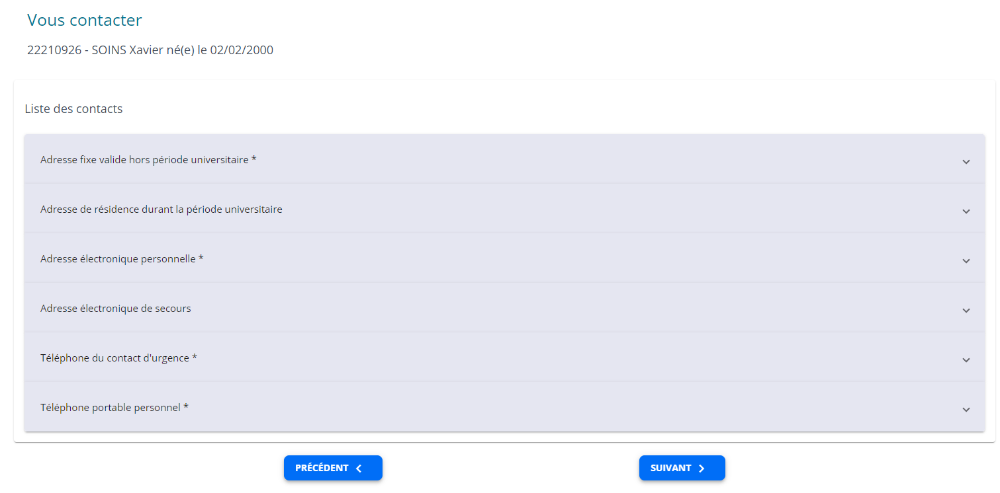 Vous contacter
22210926 - SOINS Xavier né(e) le 02/02/2000
Liste des contacts
Adresse fixe valide hors période universitaire *
Adresse de résidence durant la période universitaire
Adresse électronique personnelle *
Adresse électronique de secours
Téléphone du contact d'urgence *
Téléphone portable personnel *
PRÉCÉDENT
SUIVANT